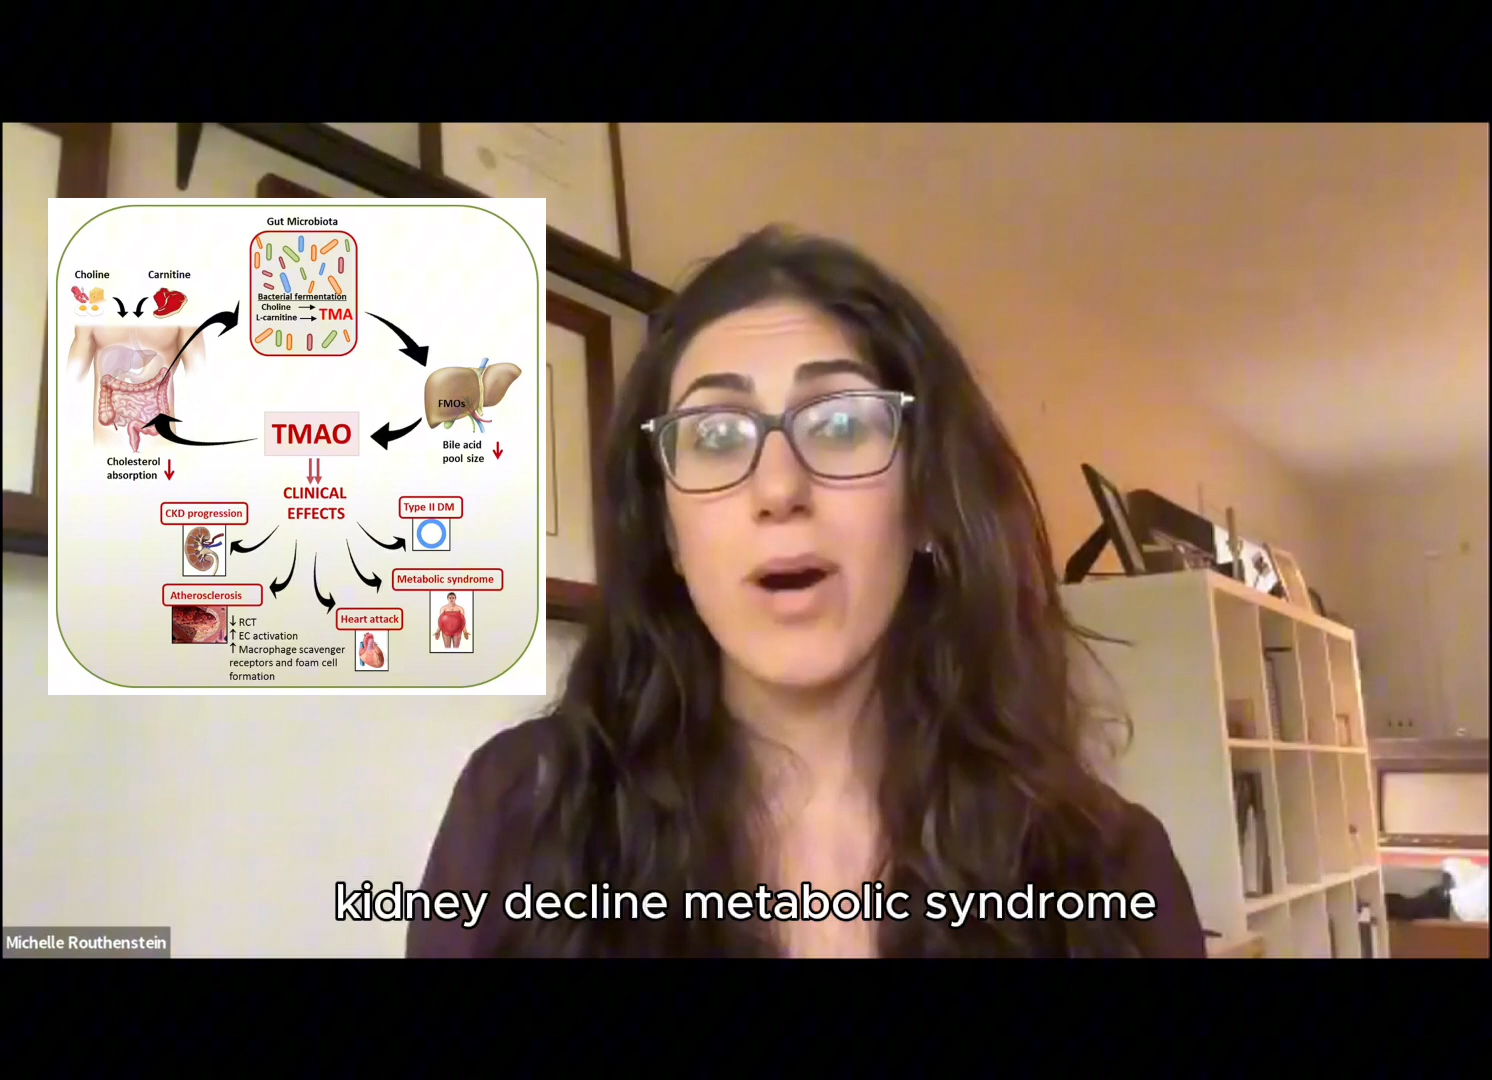 Gut Microbiota
Choline
Carnitine
Bacterial fermentation
Choline
L-carnitine
TMA
FMOs
TMAO
Bile acid
pool size
Cholesterol
absorption
CLINICAL
EFFECTS
CKD progression
Type II DM
Metabolic syndrome
Atherosclerosis
Heart attack
↓ RCT
↑ EC activation
↑ Macrophage scavenger
receptors and foam cell
formation
kidney decline metabolic syndrome
Michelle Routhenstein